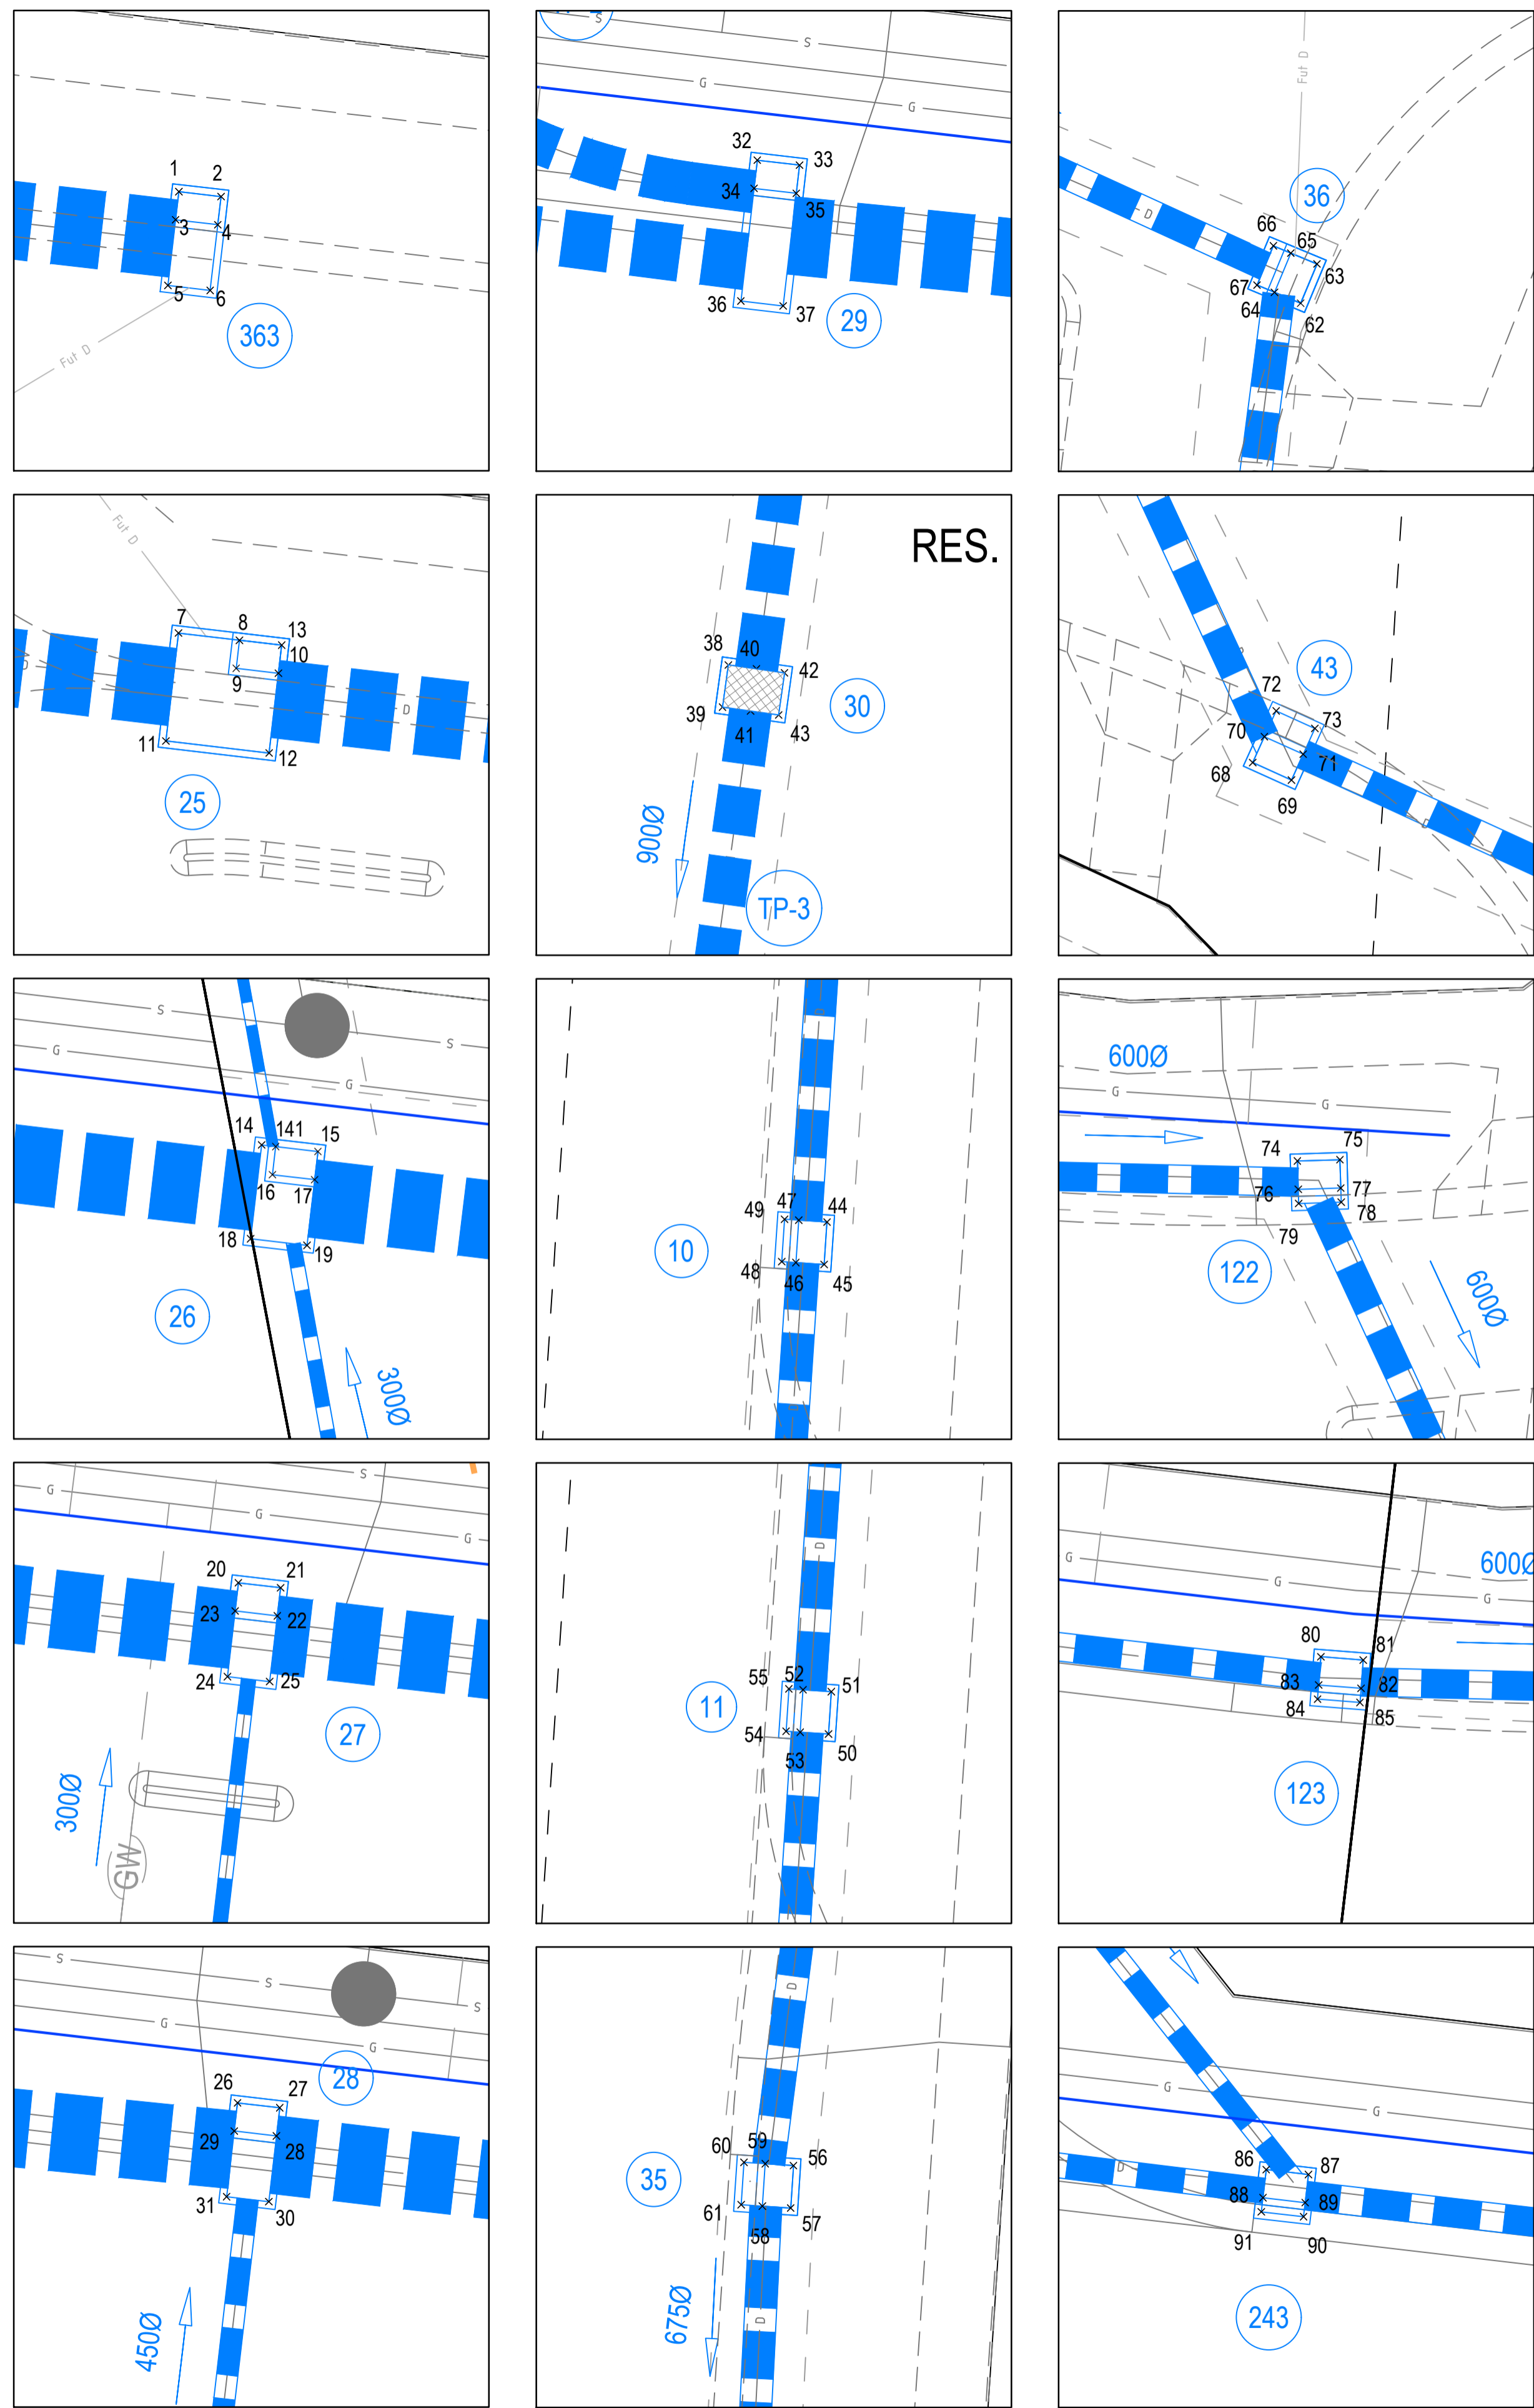 1 2
3 4
5 6
363
Fut D
S
G
G
32 33
34 35
36 37
29
Fut D
36
D
66 65
63
67
64
62
Fut D
7 8 13
10
9
D
11 12
25
RES.
38 40 42
39 41 43
30
900Ø
TP-3
43
72
73
70
71
68
69
D
S
S
G
G
14 141 15
16 17
18 19
26
300Ø
49 47 44
10
48 46 45
600Ø
G
G
74 75
76 77
78
79
122
600Ø
S
G
G
G
20 21
23 22
24 25
27
300Ø
GW
D
55 52 51
11
54 53 50
G
G
G
600Ø
80 81
83 82
84 85
123
S
S
S
G
G
28
26 27
29 28
31 30
450Ø
D
60 59 56
35
61 58 57
675Ø
D
G
G
D
86 87
88 89
91 90
243